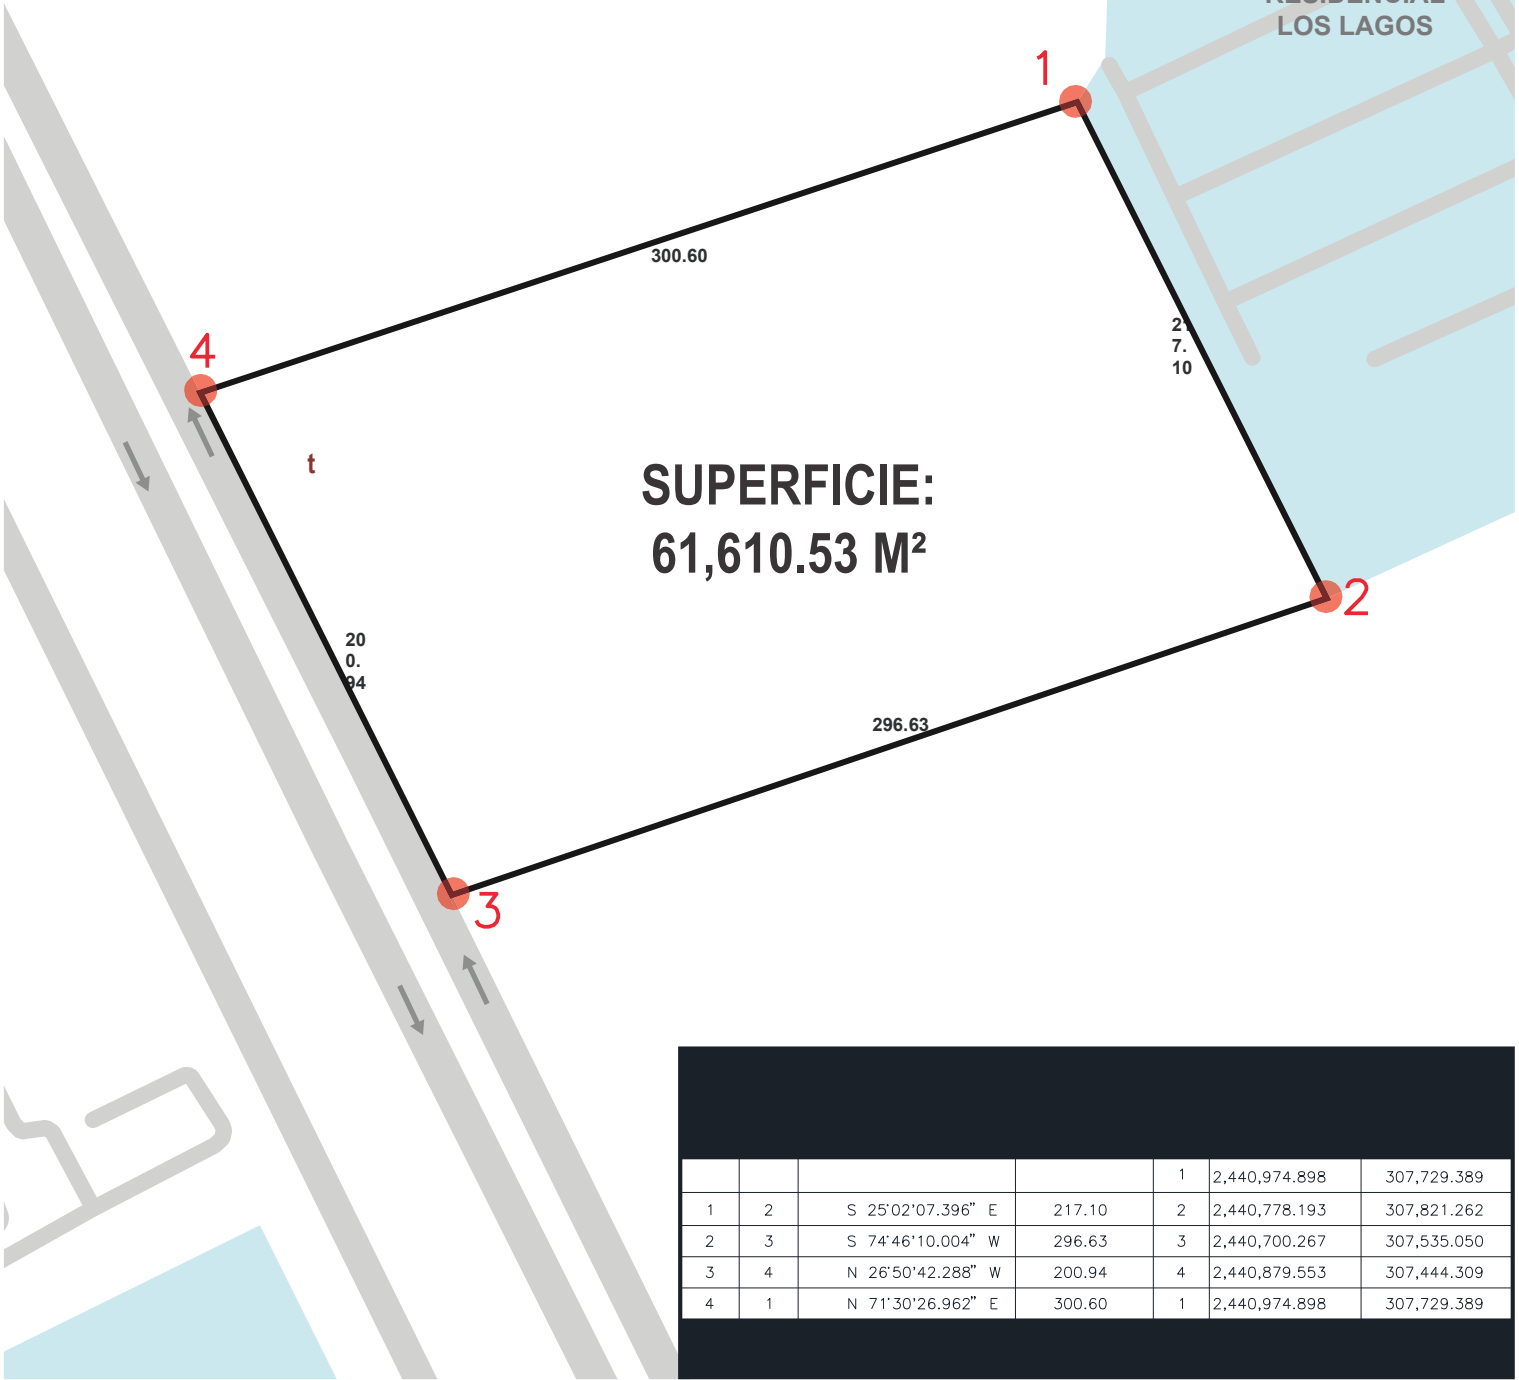 RESIDENCIAL
LOS LAGOS
1
300.60
4
21
7.
10
t
SUPERFICIE:
61,610.53 M²
2
20
0.
94
296.63
3
1 2,440,974.898 307,729.389
1 2 S 25°02'07.396" E 217.10 2 2,440,778.193 307,821.262
2 3 S 74°46'10.004" W 296.63 3 2,440,700.267 307,535.050
3 4 N 26°50'42.288" W 200.94 4 2,440,879.553 307,444.309
4 1 N 71°30'26.962" E 300.60 1 2,440,974.898 307,729.389